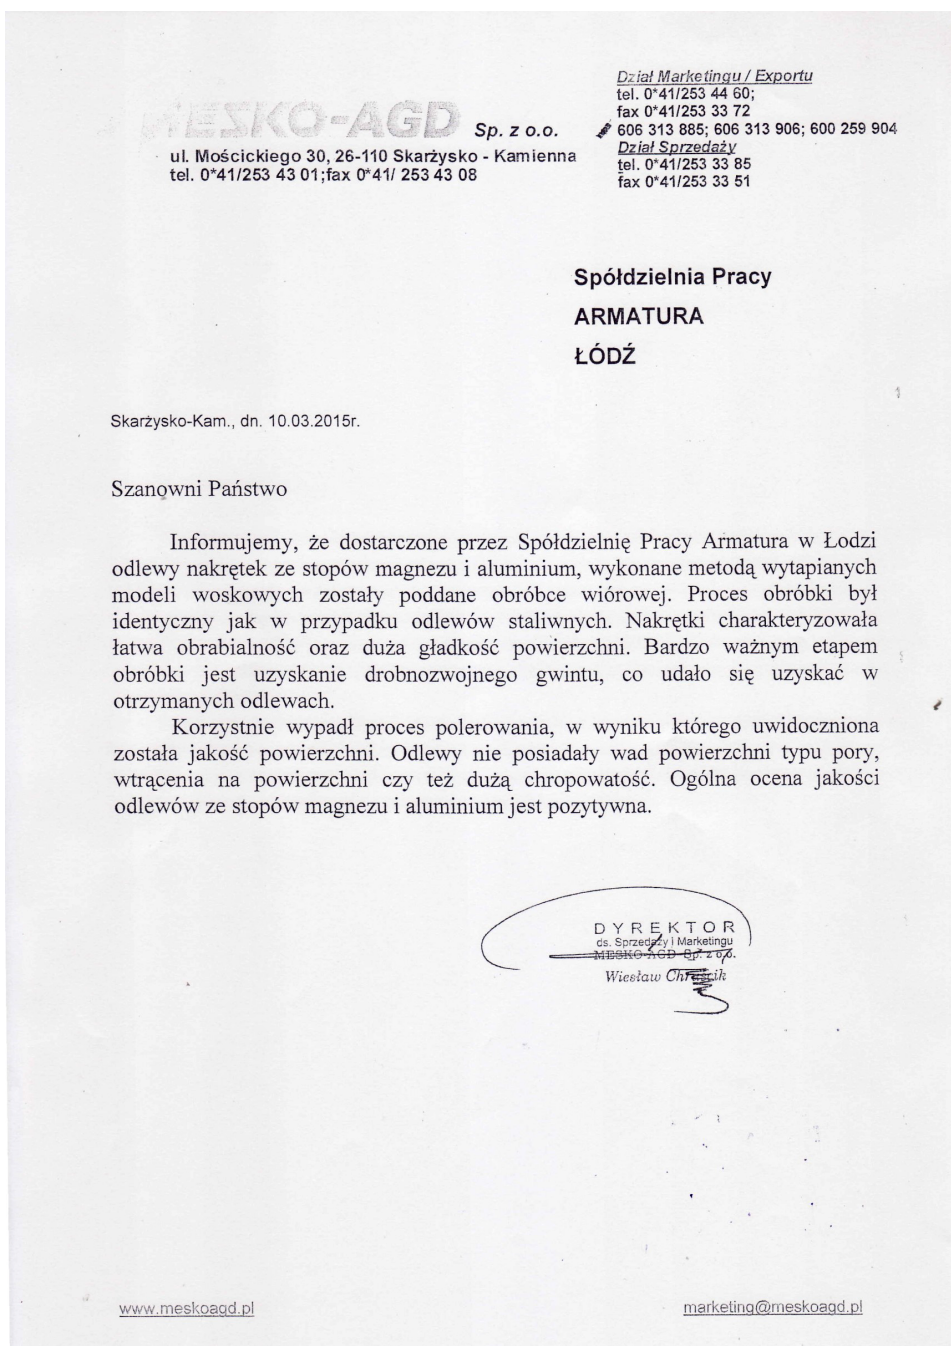 MESKO-AGD Sp. z o.o.
ul. Mościckiego 30, 26-110 Skarżysko - Kamienna
tel. 0*41/253 43 01;fax 0*41/ 253 43 08
Dział Marketingu / Exportu
tel. 0*41/253 44 60;
fax 0*41/253 33 72
606 313 885; 606 313 906; 600 259 904
Dział Sprzedaży
tel. 0*41/253 33 85
fax 0*41/253 33 51
Spółdzielnia Pracy
ARMATURA
ŁÓDŹ
Skarżysko-Kam., dn. 10.03.2015r.
Szanowni Państwo
Informujemy, że dostarczone przez Spółdzielnię Pracy Armatura w Łodzi
odlewy nakrętek ze stopów magnezu i aluminium, wykonane metodą wytapianych
modeli woskowych zostały poddane obróbce wiórowej. Proces obróbki był
identyczny jak w przypadku odlewów staliwnych. Nakrętki charakteryzowała
łatwa obrabialność oraz duża gładkość powierzchni. Bardzo ważnym etapem
obróbki jest uzyskanie drobnozwojnego gwintu, co udało się uzyskać w
otrzymanych odlewach.
Korzystnie wypadł proces polerowania, w wyniku którego uwidoczniona
została jakość powierzchni. Odlewy nie posiadały wad powierzchni typu pory,
wtrącenia na powierzchni czy też dużą chropowatość. Ogólna ocena jakości
odlewów ze stopów magnezu i aluminium jest pozytywna.
DYREKTOR
ds. Sprzedaży i Marketingu
MESKO-AGD Sp. z o.o.
Wiesław
www.meskoagd.pl
marketing@meskoagd.pl